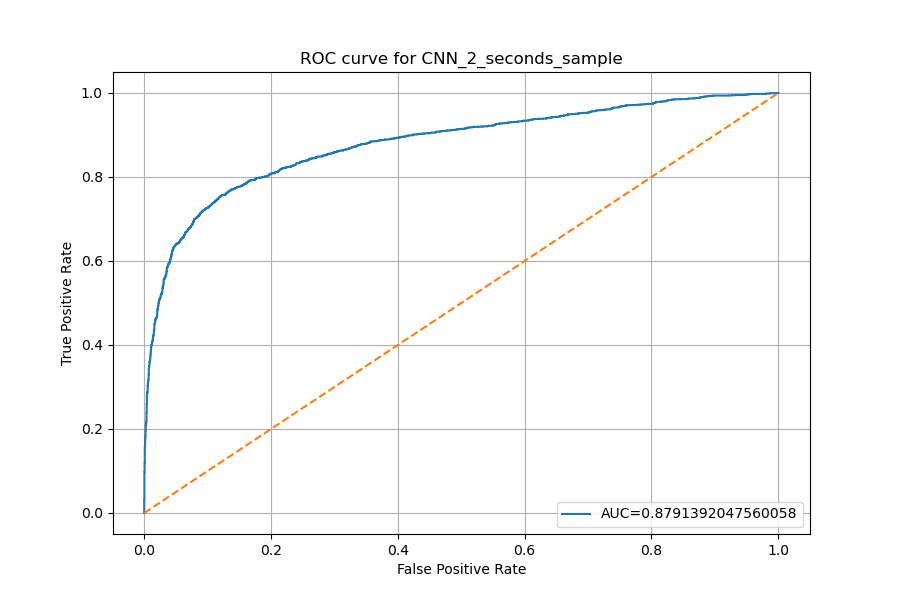 ROC curve for CNN_2_seconds_sample
True Positive Rate
1.0
0.8
0.6
0.4
0.2
0.0
AUC=0.8791392047560058
0.0 0.2 0.4 0.6 0.8 1.0
False Positive Rate